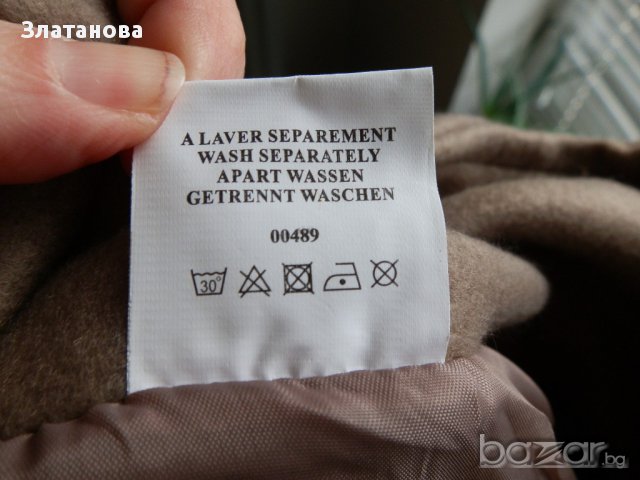 Златанова
A LAVER SEPAREMENT
WASH SEPARATELY
APART WASSEN
GETRENNT WASCHEN
00489
30°
bazar.bg